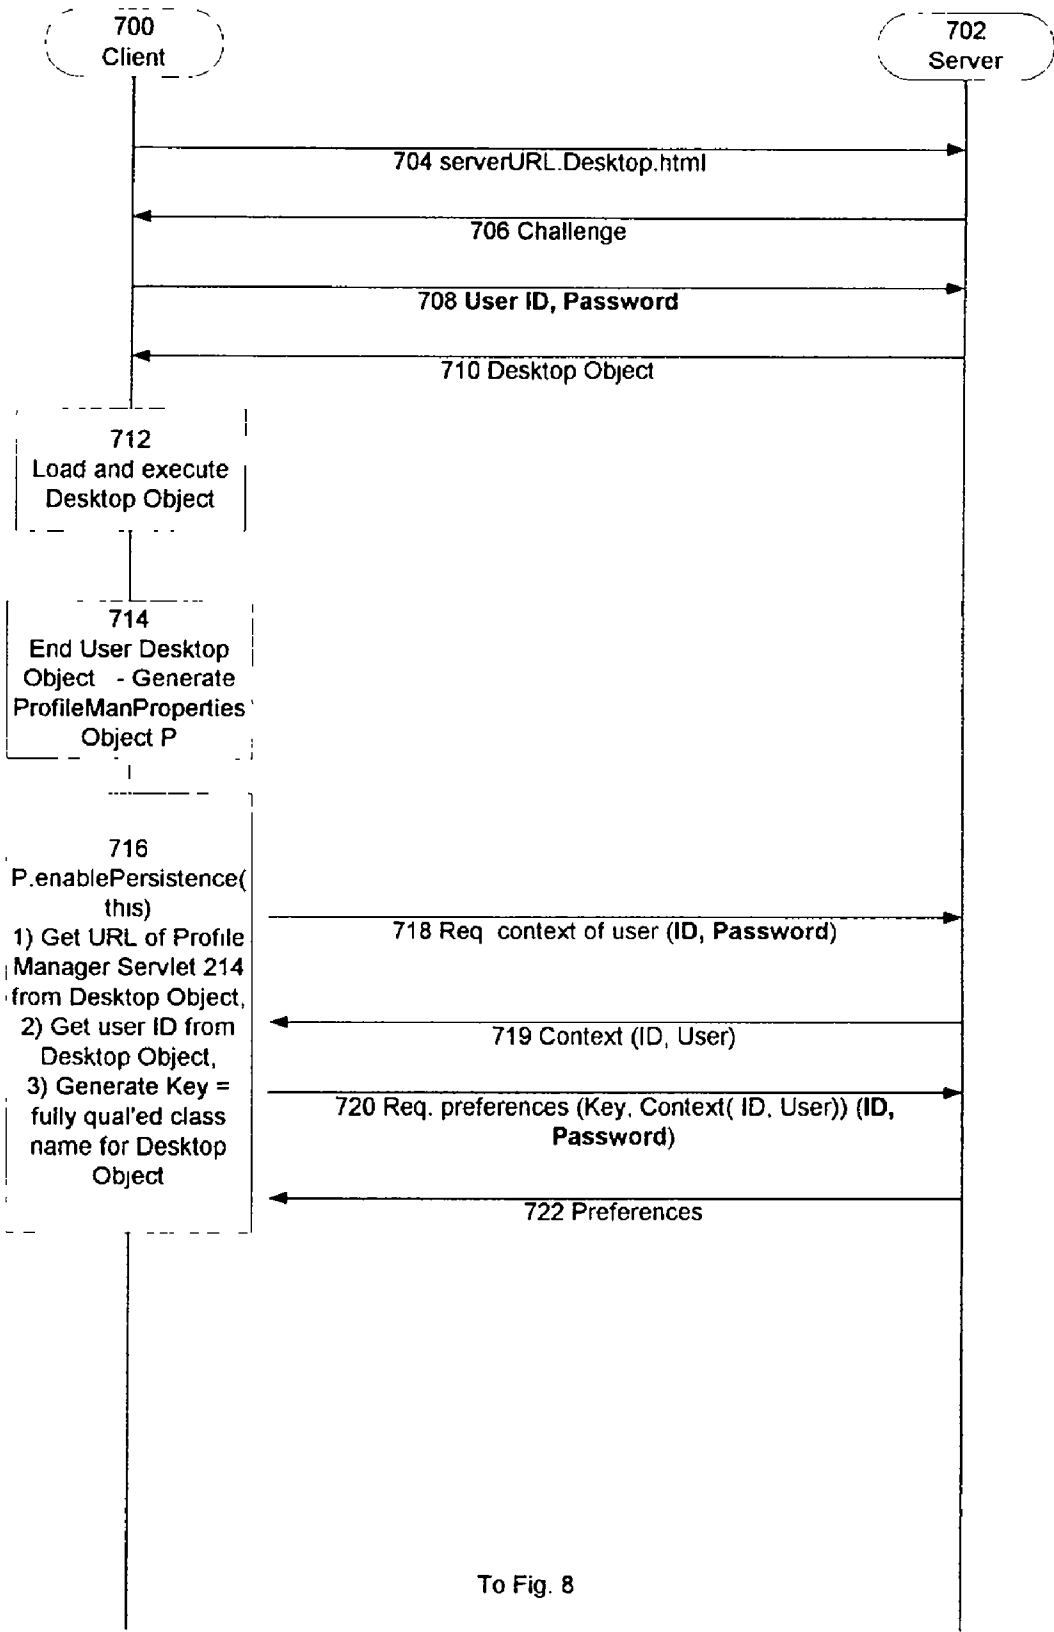 700
Client
702
Server
704 serverURL.Desktop.html
706 Challenge
708 User ID, Password
710 Desktop Object
712
Load and execute
Desktop Object
714
End User Desktop
Object - Generate
ProfileManProperties
Object P
716
P.enablePersistence(
this)
1) Get URL of Profile
Manager Servlet 214
from Desktop Object,
2) Get user ID from
Desktop Object,
3) Generate Key =
fully qual'ed class
name for Desktop
Object
718 Req context of user (ID, Password)
719 Context (ID, User)
720 Req. preferences (Key, Context( ID, User)) (ID,
Password)
722 Preferences
To Fig. 8